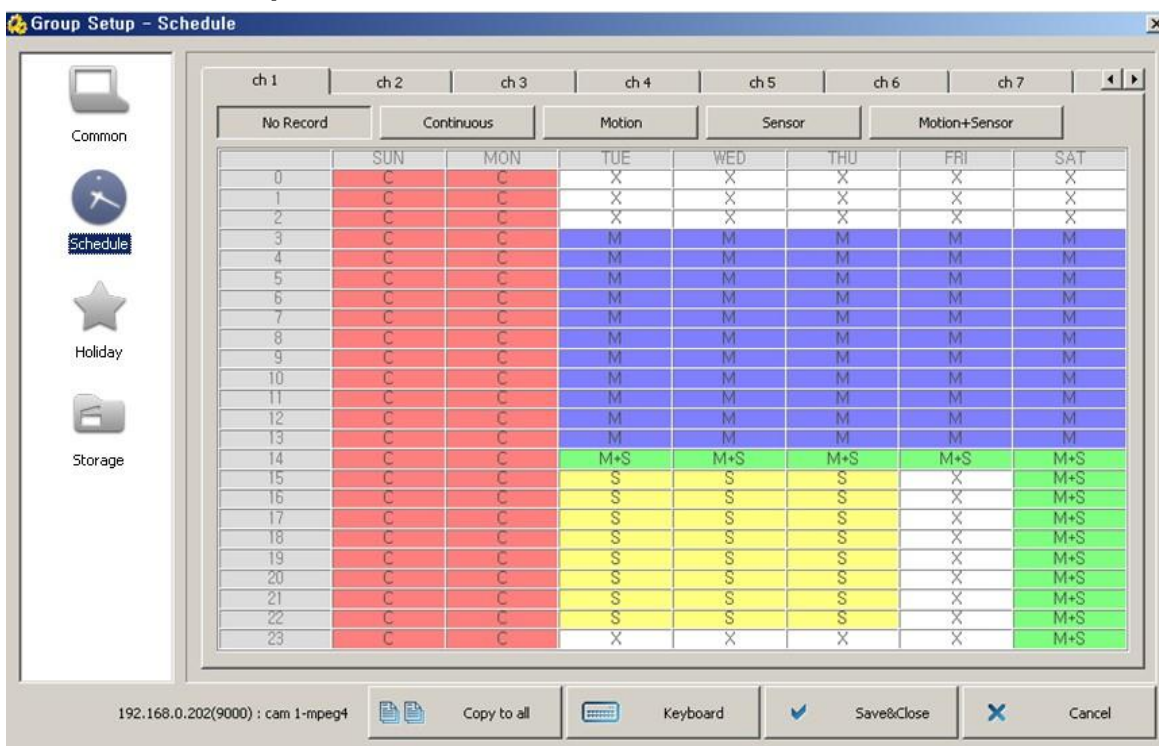 Group Setup - Schedule
ch 1 ch 2 ch 3 ch 4 ch 5 ch 6 ch 7
No Record Continuous Motion Sensor Motion+Sensor
Common
Schedule
Holiday
Storage
SUN MON TUE WED THU FRI SAT
0 C C X X X X X
1 C C X X X X X
2 C C X X X X X
3 C C M M M M M
4 C C M M M M M
5 C C M M M M M
6 C C M M M M M
7 C C M M M M M
8 C C M M M M M
9 C C M M M M M
10 C C M M M M M
11 C C M M M M M
12 C C M M M M M
13 C C M M M M M
14 C C M+S M+S M+S M+S M+S
15 C C S S S X M+S
16 C C S S S X M+S
17 C C S S S X M+S
18 C C S S S X M+S
19 C C S S S X M+S
20 C C S S S X M+S
21 C C S S S X M+S
22 C C S S S X M+S
23 C C X X X X M+S
192.168.0.202(9000) : cam 1-mpeg4 Copy to all Keyboard Save&Close Cancel